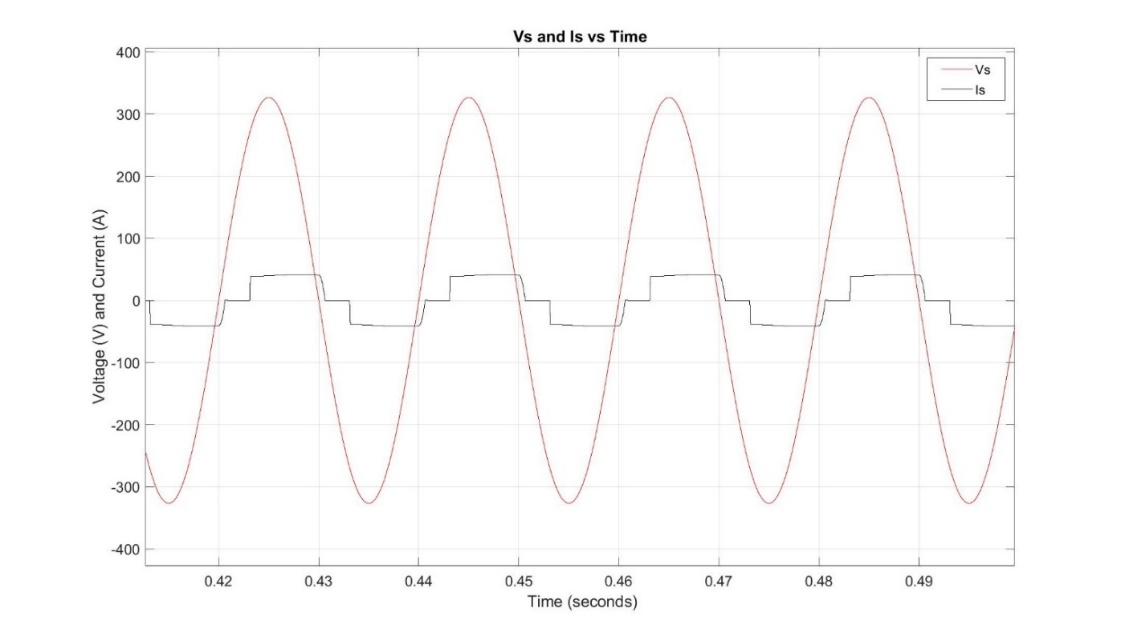 Vs and Is vs Time
Vs
Is
400
300
200
100
0
-100
-200
-300
-400
Voltage (V) and Current (A)
0.42 0.43 0.44 0.45 0.46 0.47 0.48 0.49
Time (seconds)